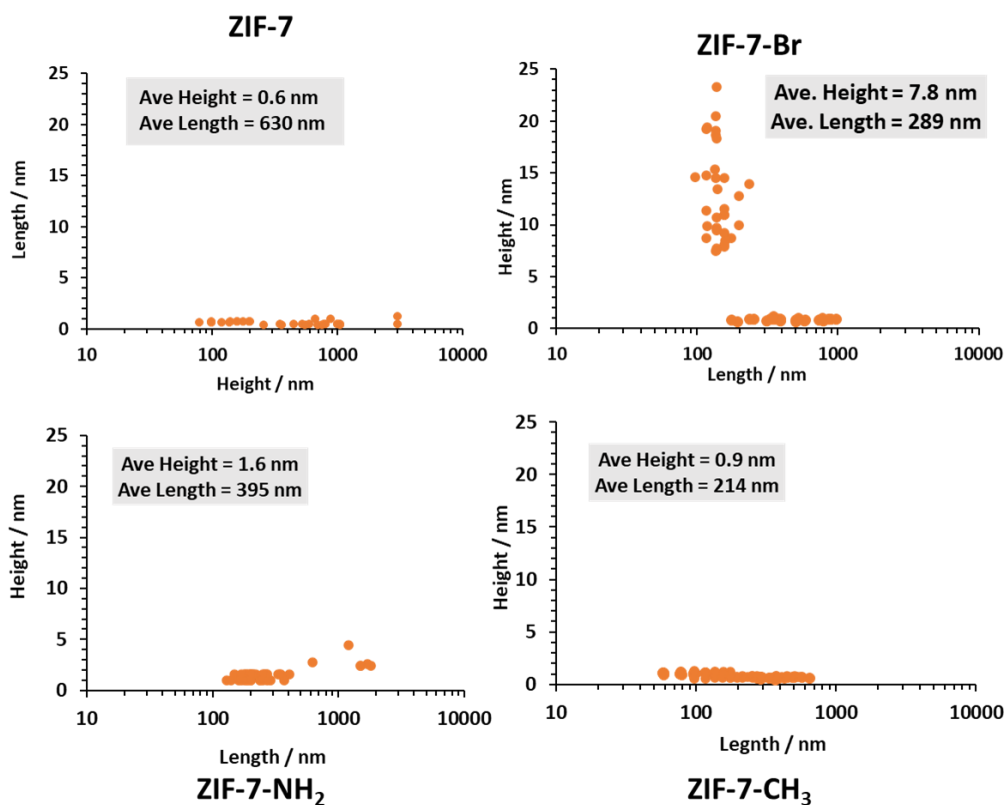 ZIF-7
Ave Height = 0.6 nm
Ave Length = 630 nm
Length / nm
25
20
15
10
5
0
10 100 1000 10000
Height / nm
ZIF-7-Br
Ave. Height = 7.8 nm
Ave. Length = 289 nm
Height / nm
25
20
15
10
5
0
10 100 1000 10000
Length / nm
Ave Height = 1.6 nm
Ave Length = 395 nm
Height / nm
25
20
15
10
5
0
10 100 1000 10000
Length / nm
ZIF-7-NH₂
Ave Height = 0.9 nm
Ave Length = 214 nm
Height / nm
25
20
15
10
5
0
10 100 1000 10000
Legnth / nm
ZIF-7-CH₃